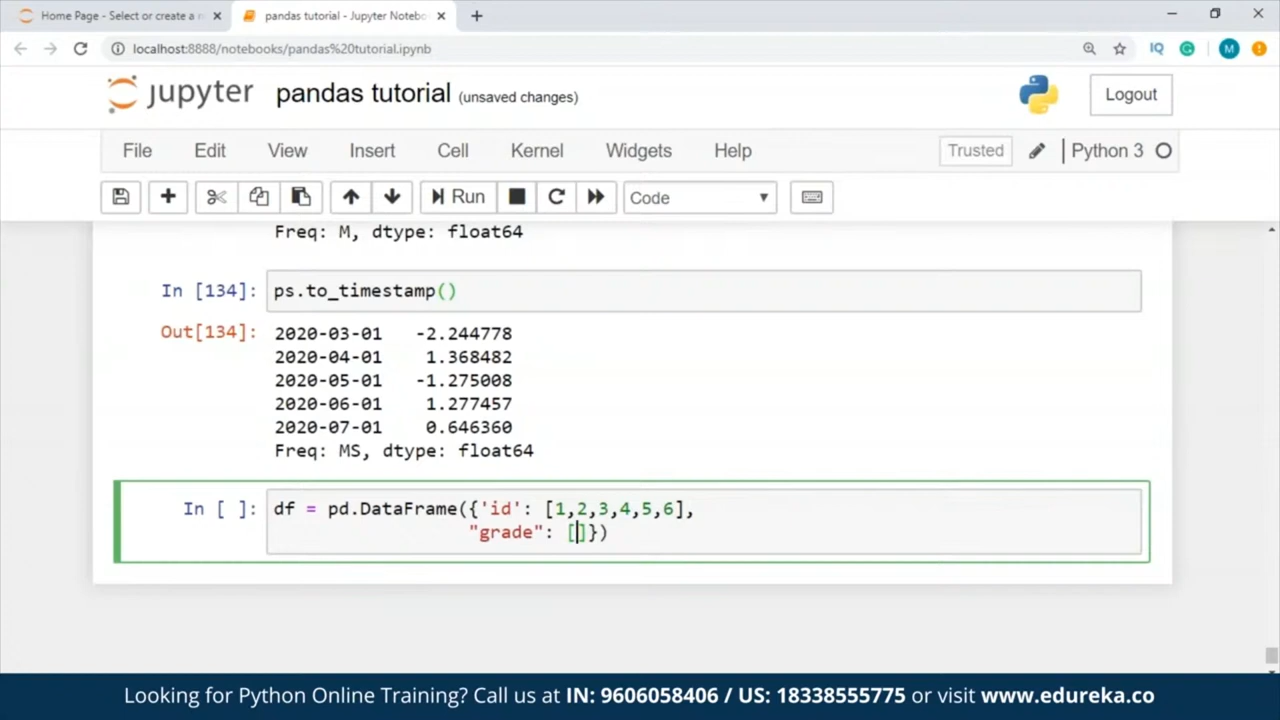 Home Page - Select or create a n
pandas tutorial - Jupyter Notebo
localhost:8888/notebooks/pandas%20tutorial.ipynb
IQ
M
jupyter pandas tutorial (unsaved changes)
Logout
File Edit View Insert Cell Kernel Widgets Help
Trusted
Python 3
Run
Code
Freq: M, dtype: float64
In [134]: ps.to_timestamp()
Out[134]: 2020-03-01 -2.244778
2020-04-01 1.368482
2020-05-01 -1.275008
2020-06-01 1.277457
2020-07-01 0.646360
Freq: MS, dtype: float64
In [ ]: df = pd.DataFrame({'id': [1,2,3,4,5,6],
"grade": []})
Looking for Python Online Training? Call us at IN: 9606058406 / US: 18338555775 or visit www.edureka.co